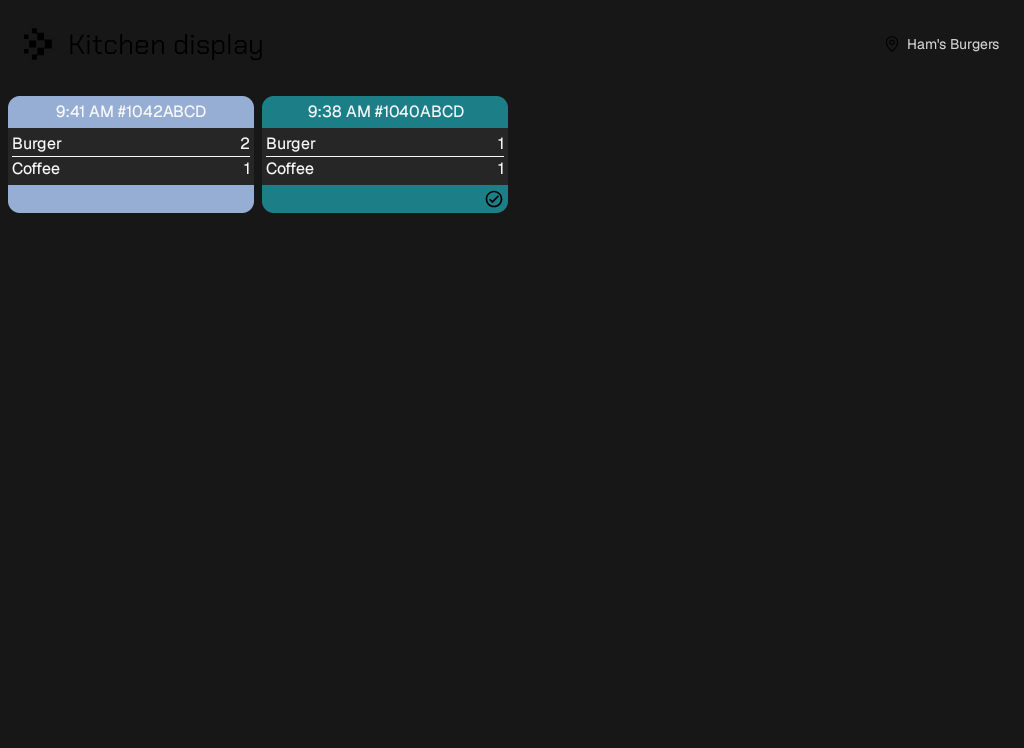 Kitchen display
Ham's Burgers
9:41 AM #1042ABCD
Burger 2
Coffee 1
9:38 AM #1040ABCD
Burger 1
Coffee 1